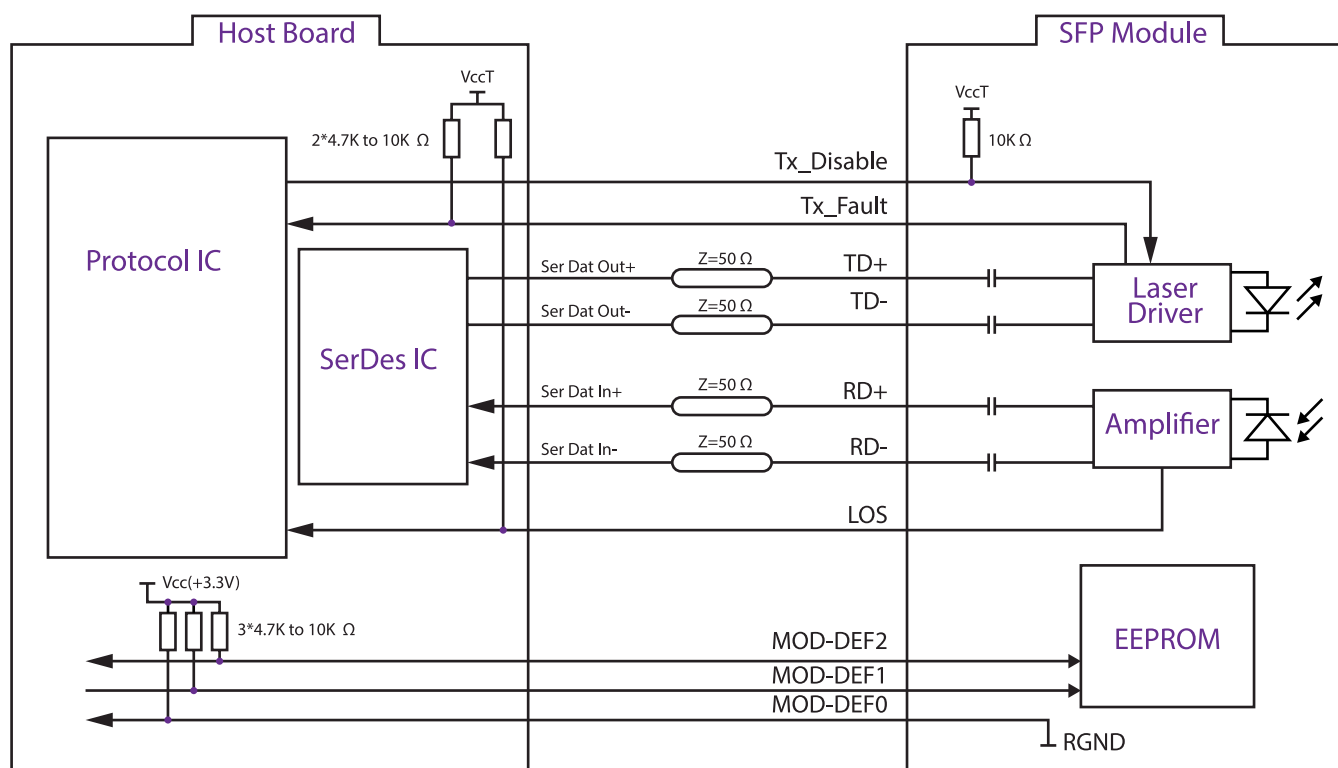 Host Board
SFP Module
VccT
VccT
2*4.7K to 10K Ω
10K Ω
Tx_Disable
Tx_Fault
Protocol IC
Ser Dat Out+
Z=50 Ω
TD+
Laser
Driver
Ser Dat Out-
Z=50 Ω
TD-
SerDes IC
Ser Dat In+
Z=50 Ω
RD+
Amplifier
Ser Dat In-
Z=50 Ω
RD-
LOS
Vcc(+3.3V)
3*4.7K to 10K Ω
MOD-DEF2
EEPROM
MOD-DEF1
MOD-DEF0
RGND